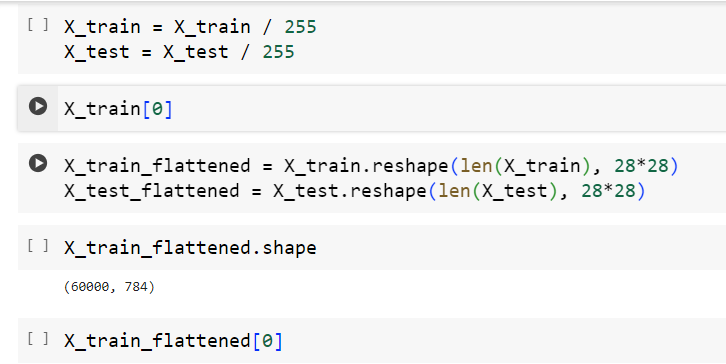 [ ] X_train = X_train / 255
X_test = X_test / 255
X_train[0]
X_train_flattened = X_train.reshape(len(X_train), 28*28)
X_test_flattened = X_test.reshape(len(X_test), 28*28)
[ ] X_train_flattened.shape
(60000, 784)
[ ] X_train_flattened[0]